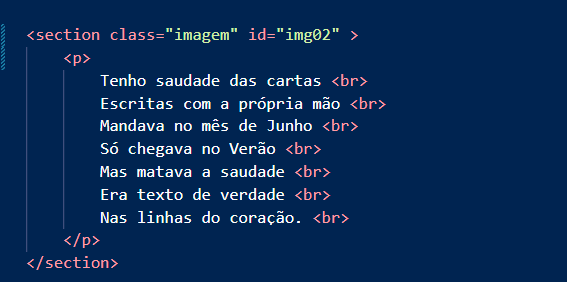 <section class="imagem" id="img02" >
<p>
Tenho saudade das cartas <br>
Escritas com a própria mão <br>
Mandava no mês de Junho <br>
Só chegava no Verão <br>
Mas matava a saudade <br>
Era texto de verdade <br>
Nas linhas do coração. <br>
</p>
</section>